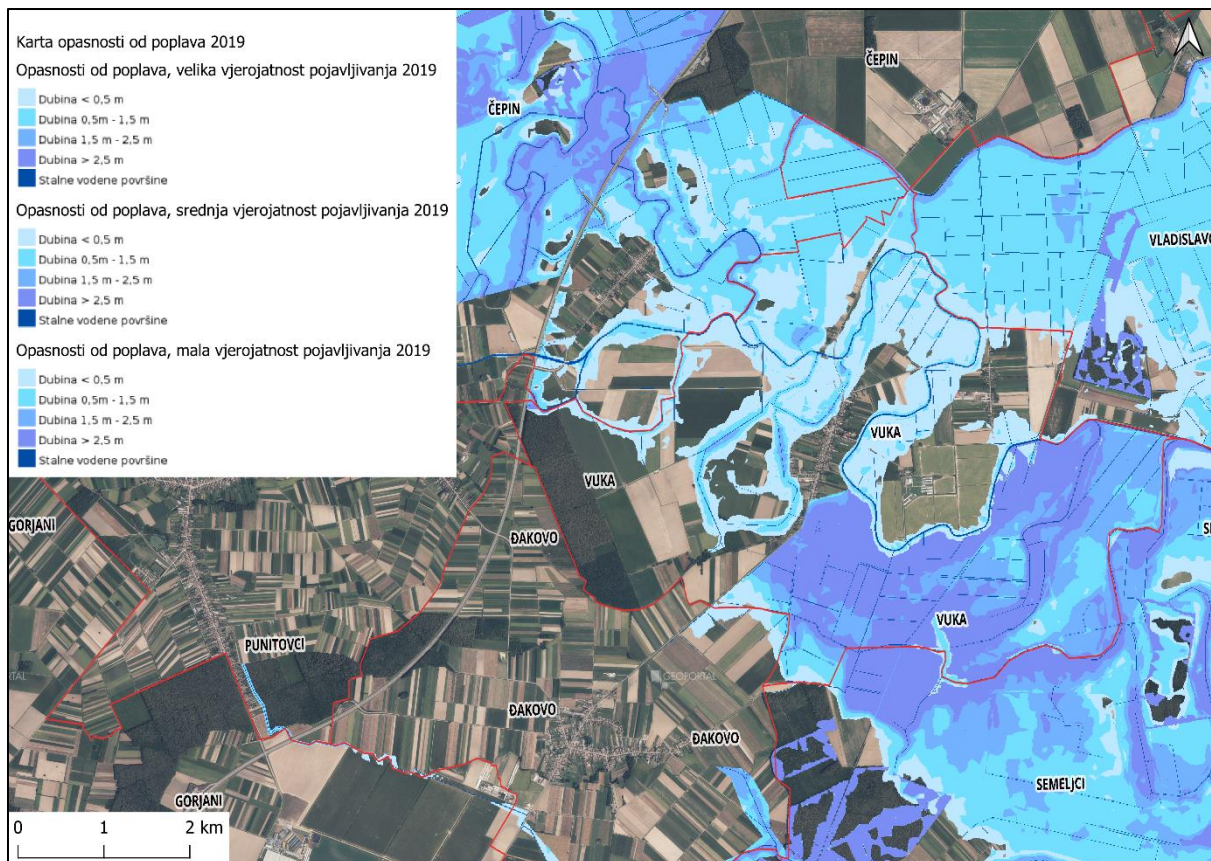 Karta opasnosti od poplava 2019
Opasnosti od poplava, velika vjerojatnost pojavljivanja 2019
Dubina < 0,5 m
Dubina 0,5m - 1,5 m
Dubina 1,5 m - 2,5 m
Dubina > 2,5 m
Stalne vodene površine
Opasnosti od poplava, srednja vjerojatnost pojavljivanja 2019
Dubina < 0,5 m
Dubina 0,5m - 1,5 m
Dubina 1,5 m - 2,5 m
Dubina > 2,5 m
Stalne vodene površine
Opasnosti od poplava, mala vjerojatnost pojavljivanja 2019
Dubina < 0,5 m
Dubina 0,5m - 1,5 m
Dubina 1,5 m - 2,5 m
Dubina > 2,5 m
Stalne vodene površine
ČEPIN
ČEPIN
VLADISLAVC
VUKA
VUKA
GORJANI
ĐAKOVO
SE
VUKA
PUNITOVCI
GEOPORTAL
ĐAKOVO
ĐAKOVO
SEMELJCI
GORJANI
0 1 2 km